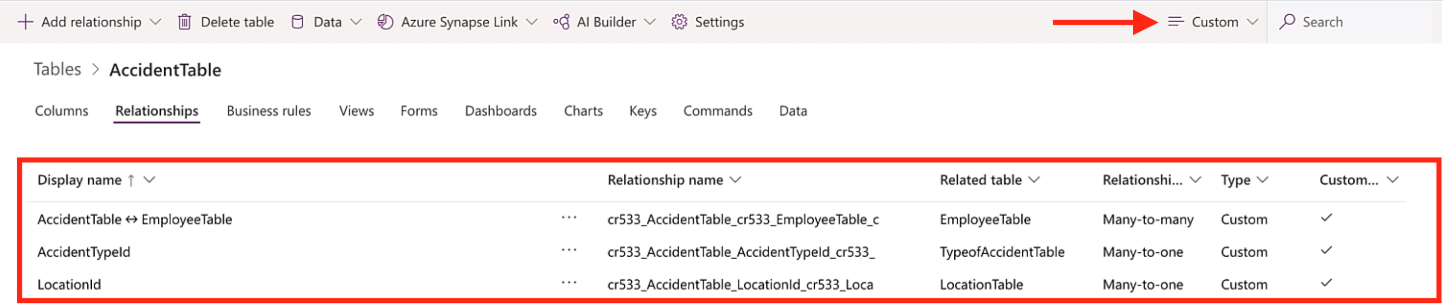 Add relationship Delete table Data Azure Synapse Link AI Builder Settings Custom Search
Tables > AccidentTable
Columns Relationships Business rules Views Forms Dashboards Charts Keys Commands Data
Display name ↑ Relationship name Related table Relationshi... Type Custom...
AccidentTable ↔ EmployeeTable ... cr533_AccidentTable_cr533_EmployeeTable_c EmployeeTable Many-to-many Custom ✓
AccidentTypeId ... cr533_AccidentTable_AccidentTypeId_cr533_ TypeofAccidentTable Many-to-one Custom ✓
LocationId ... cr533_AccidentTable_LocationId_cr533_Loca LocationTable Many-to-one Custom ✓